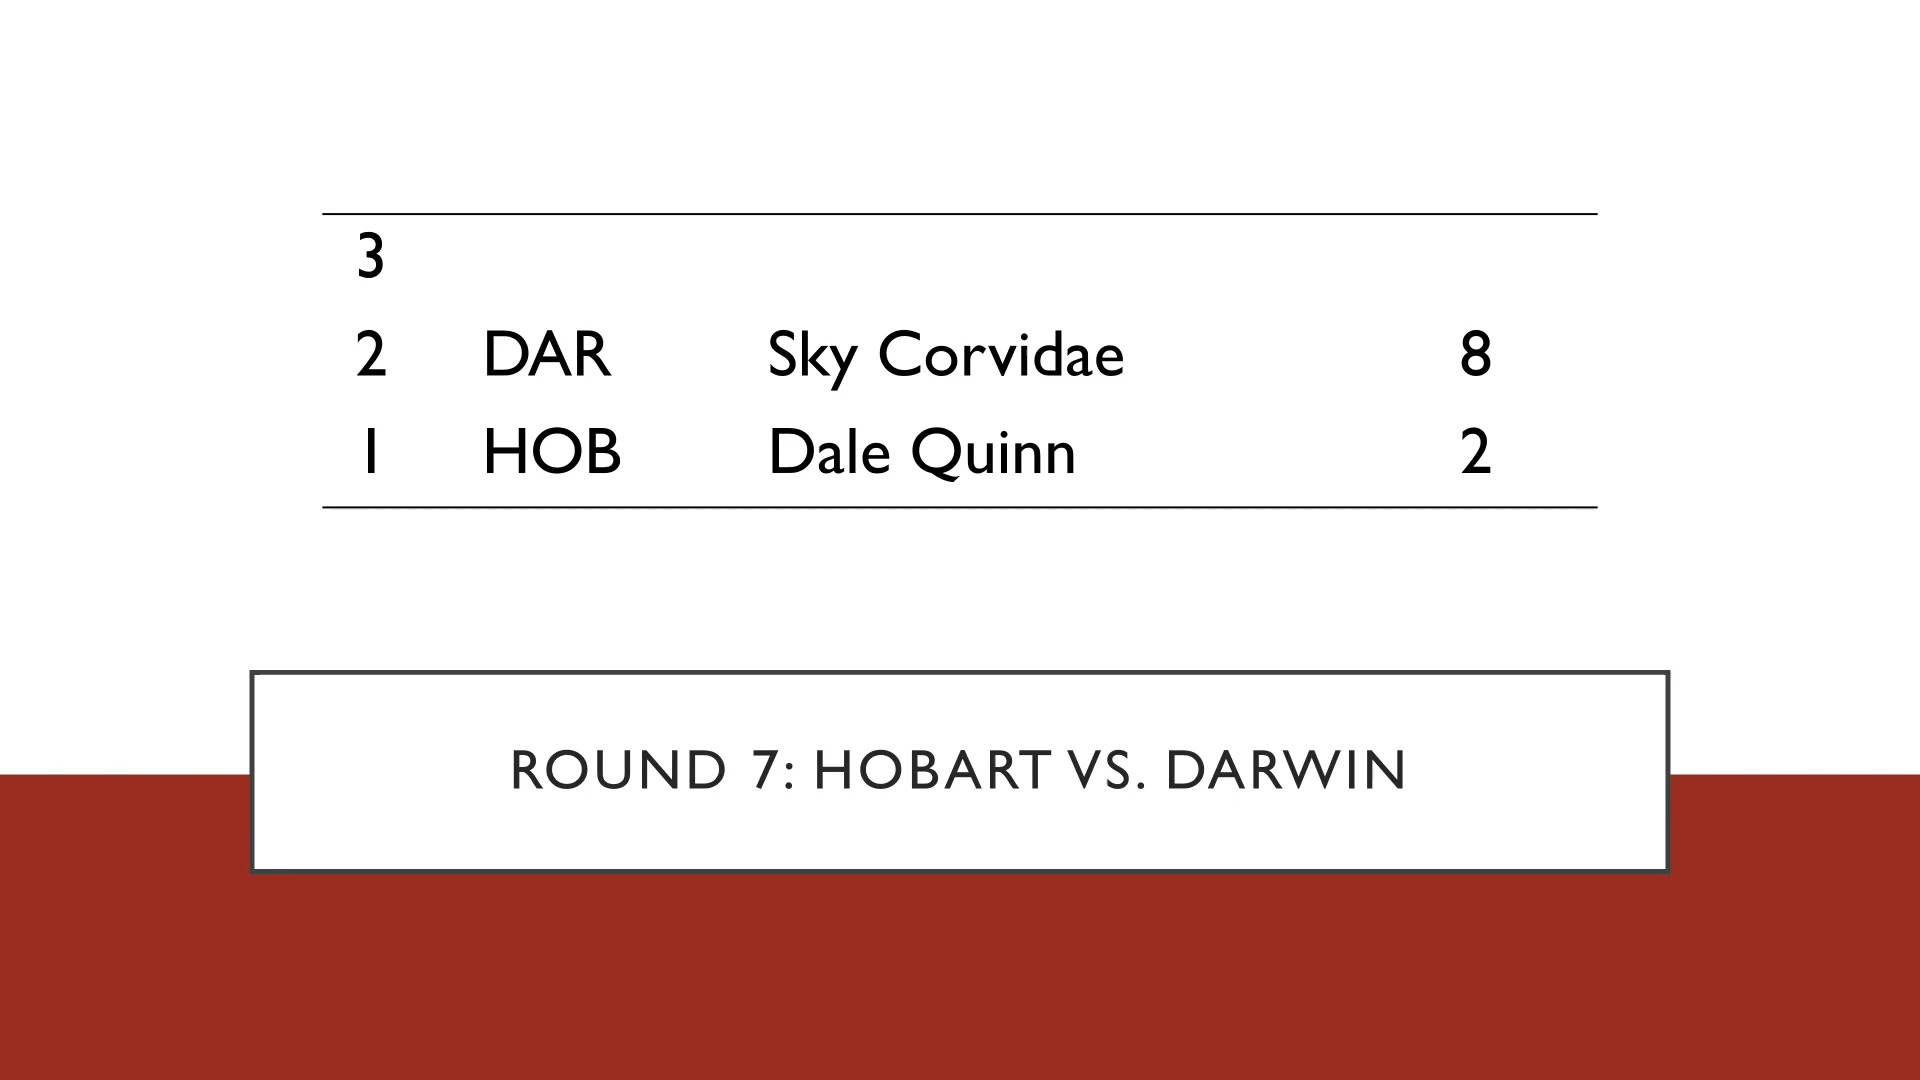 3
2 DAR Sky Corvidae 8
1 HOB Dale Quinn 2
ROUND 7: HOBART VS. DARWIN